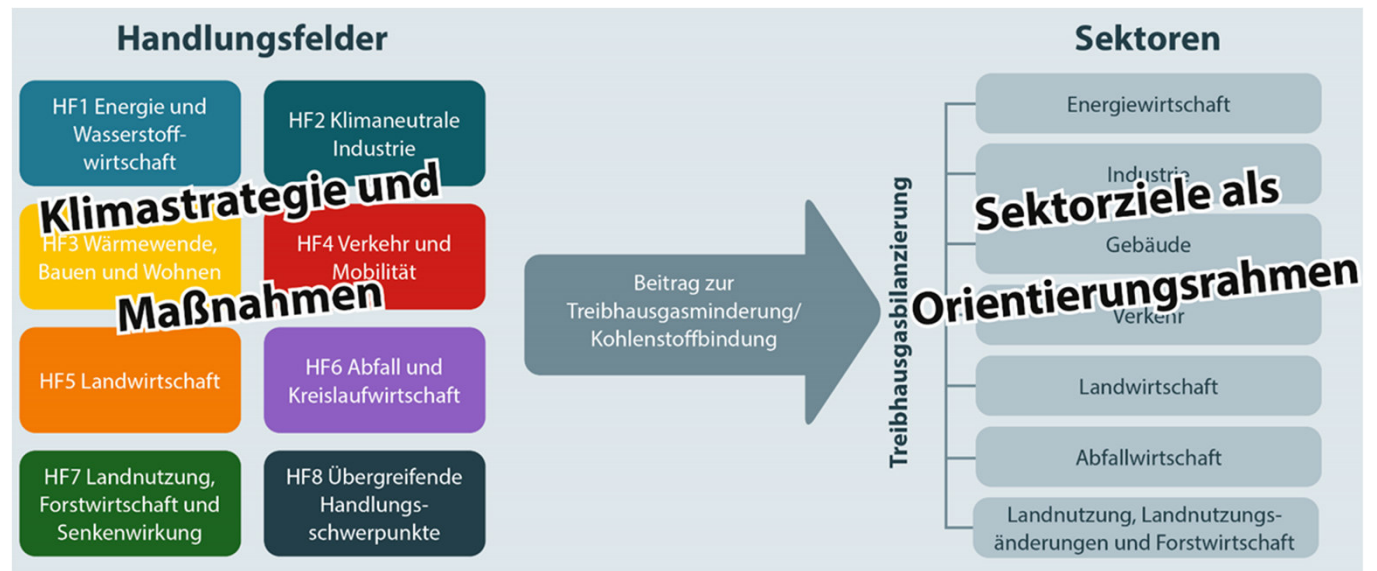 Handlungsfelder
HF1 Energie und
Wasserstoff-
wirtschaft
HF2 Klimaneutrale
Industrie
Klimastrategie und
HF3 Wärmewende,
Bauen und Wohnen
HF4 Verkehr und
Mobilität
Maßnahmen
HF5 Landwirtschaft
HF6 Abfall und
Kreislaufwirtschaft
HF7 Landnutzung,
Forstwirtschaft und
Senkenwirkung
HF8 Übergreifende
Handlungs-
schwerpunkte
Beitrag zur
Treibhausgasminderung/
Kohlenstoffbindung
Treibhausgasbilanzierung
Sektoren
Energiewirtschaft
Industrie
Sektorziele als
Gebäude
Orientierungsrahmen
Verkehr
Landwirtschaft
Abfallwirtschaft
Landnutzung, Landnutzungs-
änderungen und Forstwirtschaft